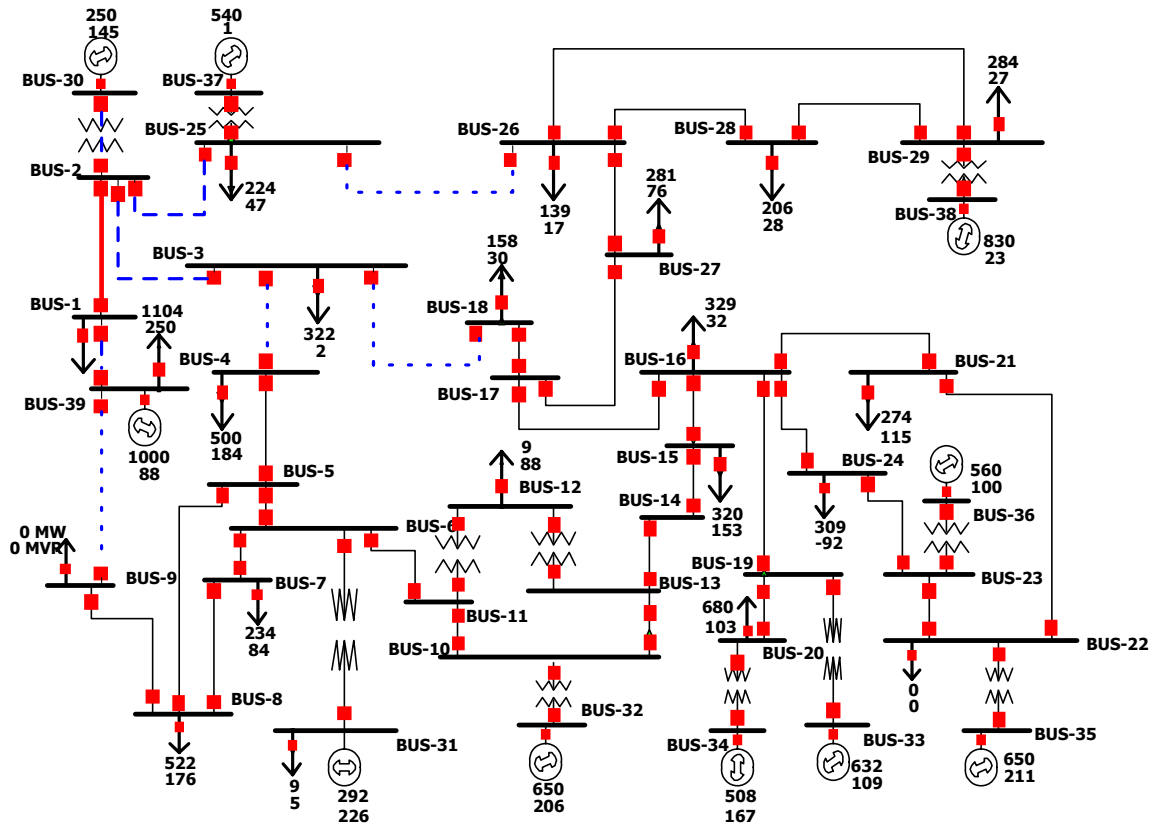 250
145
540
1
BUS-30
BUS-37
284
27
BUS-25
BUS-26
BUS-28
BUS-29
BUS-2
224
47
139
17
281
76
206
28
BUS-38
830
23
BUS-3
158
30
BUS-27
BUS-1
1104
250
BUS-18
322
2
329
32
BUS-4
BUS-16
BUS-21
BUS-39
BUS-17
1000
88
500
184
9
88
274
115
BUS-15
BUS-24
BUS-5
BUS-12
BUS-14
320
153
309
-92
560
100
BUS-36
0 MW
0 MVR
BUS-6
BUS-9
BUS-7
BUS-13
BUS-19
BUS-23
234
84
BUS-11
680
103
BUS-10
BUS-20
BUS-22
BUS-8
0
0
BUS-32
BUS-31
BUS-34
BUS-33
BUS-35
522
176
9
5
292
226
650
206
508
167
632
109
650
211